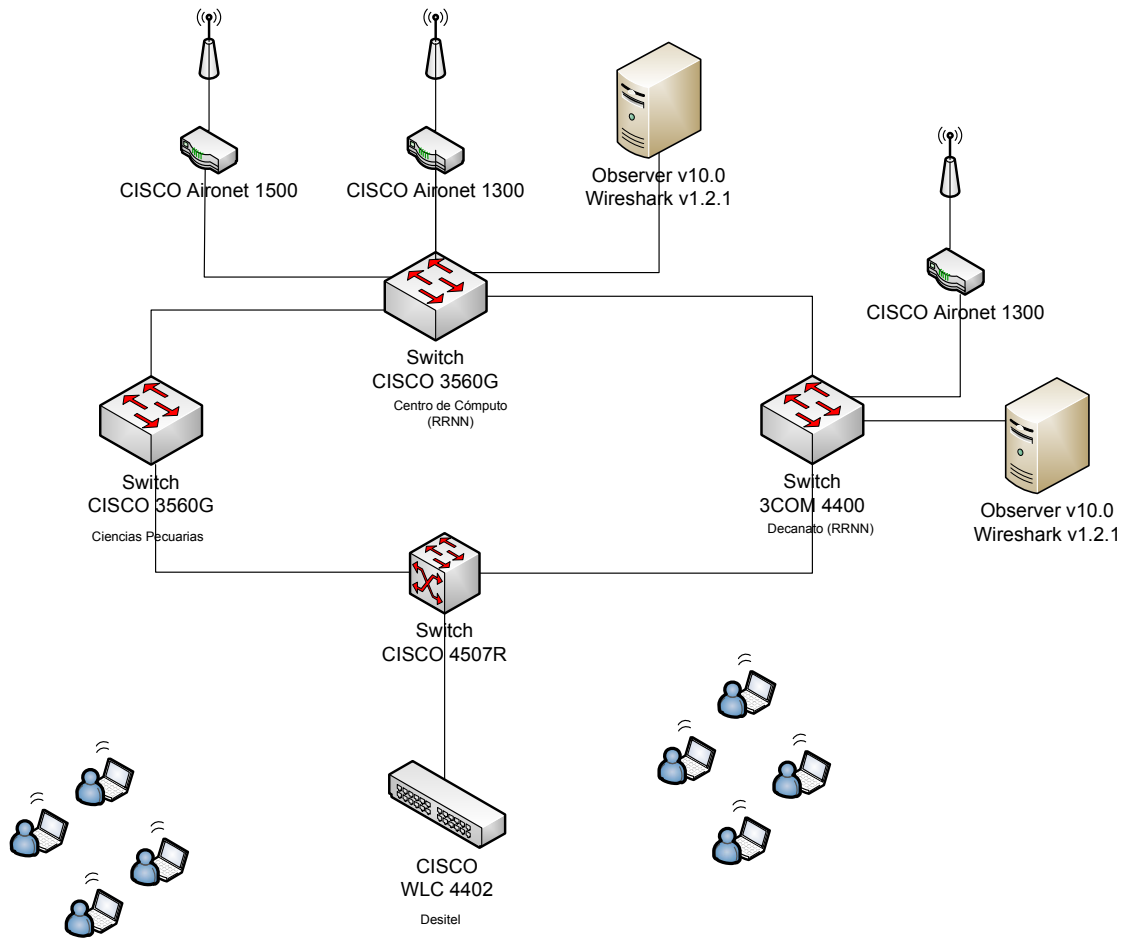 CISCO Aironet 1500
CISCO Aironet 1300
Observer v10.0
Wireshark v1.2.1
CISCO Aironet 1300
Switch
CISCO 3560G
Centro de Cómputo
(RRNN)
Switch
CISCO 3560G
Ciencias Pecuarias
Switch
3COM 4400
Decanato (RRNN)
Observer v10.0
Wireshark v1.2.1
Switch
CISCO 4507R
CISCO
WLC 4402
Desitel